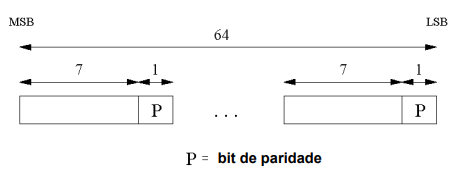 MSB LSB
64
7 1 7 1
P . . . P
P = bit de paridade